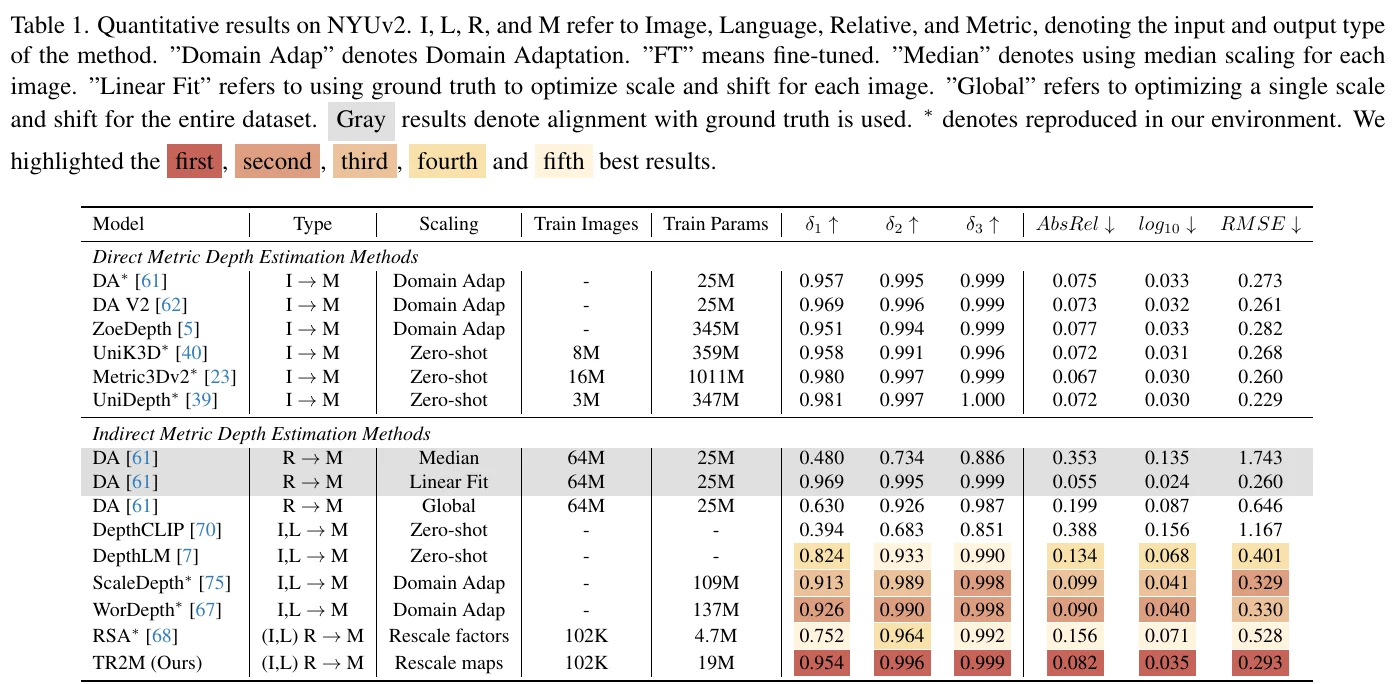 Table 1. Quantitative results on NYUv2. I, L, R, and M refer to Image, Language, Relative, and Metric, denoting the input and output type
of the method. ”Domain Adap” denotes Domain Adaptation. ”FT” means fine-tuned. ”Median” denotes using median scaling for each
image. ”Linear Fit” refers to using ground truth to optimize scale and shift for each image. ”Global” refers to optimizing a single scale
and shift for the entire dataset. Gray results denote alignment with ground truth is used. * denotes reproduced in our environment. We
highlighted the first , second , third , fourth and fifth best results.
Model Type Scaling Train Images Train Params δ1 ↑ δ2 ↑ δ3 ↑ AbsRel ↓ log10 ↓ RMSE ↓
Direct Metric Depth Estimation Methods
DA* [61] I → M Domain Adap - 25M 0.957 0.995 0.999 0.075 0.033 0.273
DA V2 [62] I → M Domain Adap - 25M 0.969 0.996 0.999 0.073 0.032 0.261
ZoeDepth [5] I → M Domain Adap - 345M 0.951 0.994 0.999 0.077 0.033 0.282
UniK3D* [40] I → M Zero-shot 8M 359M 0.958 0.991 0.996 0.072 0.031 0.268
Metric3Dv2* [23] I → M Zero-shot 16M 1011M 0.980 0.997 0.999 0.067 0.030 0.260
UniDepth* [39] I → M Zero-shot 3M 347M 0.981 0.997 1.000 0.072 0.030 0.229
Indirect Metric Depth Estimation Methods
DA [61] R → M Median 64M 25M 0.480 0.734 0.886 0.353 0.135 1.743
DA [61] R → M Linear Fit 64M 25M 0.969 0.995 0.999 0.055 0.024 0.260
DA [61] R → M Global 64M 25M 0.630 0.926 0.987 0.199 0.087 0.646
DepthCLIP [70] I,L → M Zero-shot - - 0.394 0.683 0.851 0.388 0.156 1.167
DepthLM [7] I,L → M Zero-shot - - 0.824 0.933 0.990 0.134 0.068 0.401
ScaleDepth* [75] I,L → M Domain Adap - 109M 0.913 0.989 0.998 0.099 0.041 0.329
WorDepth* [67] I,L → M Domain Adap - 137M 0.926 0.990 0.998 0.090 0.040 0.330
RSA* [68] (I,L) R → M Rescale factors 102K 4.7M 0.752 0.964 0.992 0.156 0.071 0.528
TR2M (Ours) (I,L) R → M Rescale maps 102K 19M 0.954 0.996 0.999 0.082 0.035 0.293